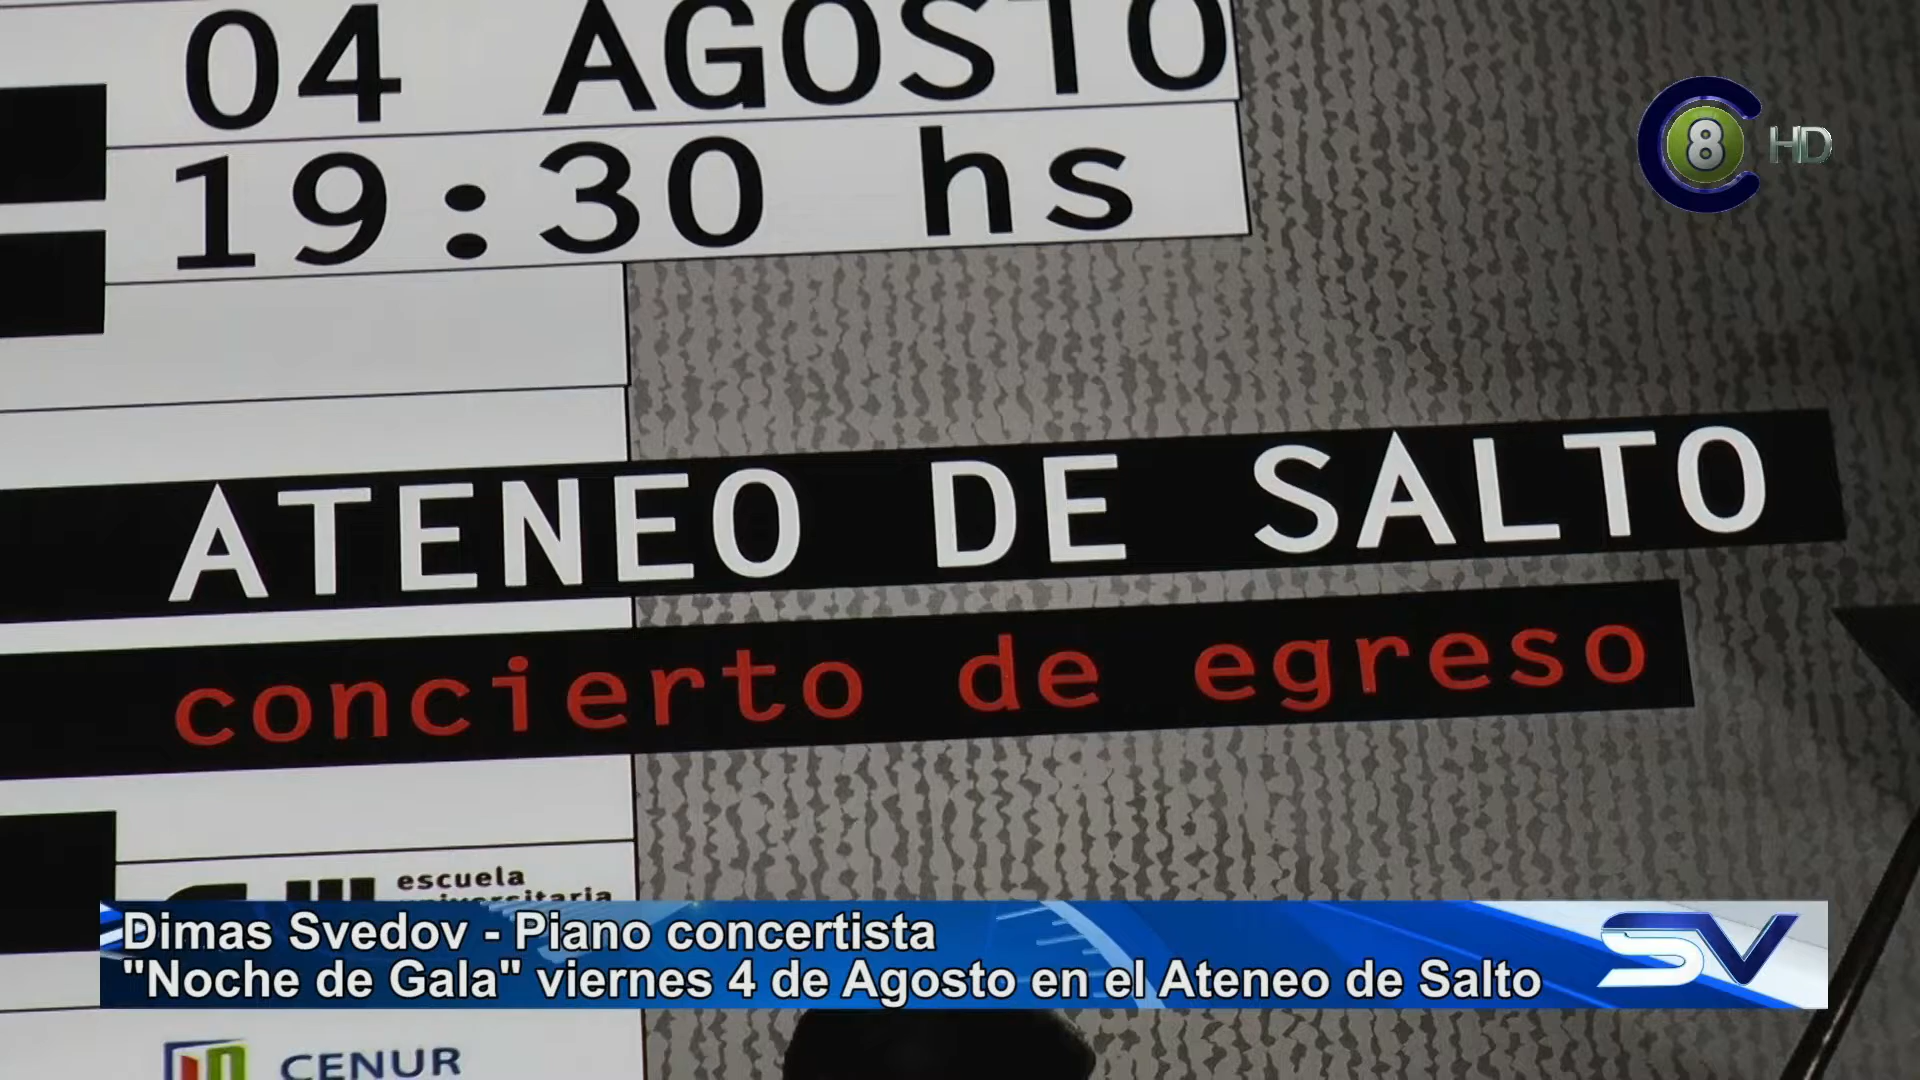 04 AGOSTO
8 HD
19:30 hs
ATENEO DE SALTO
concierto de egreso
escuela
universitaria
Dimas Svedov - Piano concertista
"Noche de Gala" viernes 4 de Agosto en el Ateneo de Salto
SV
CENUR